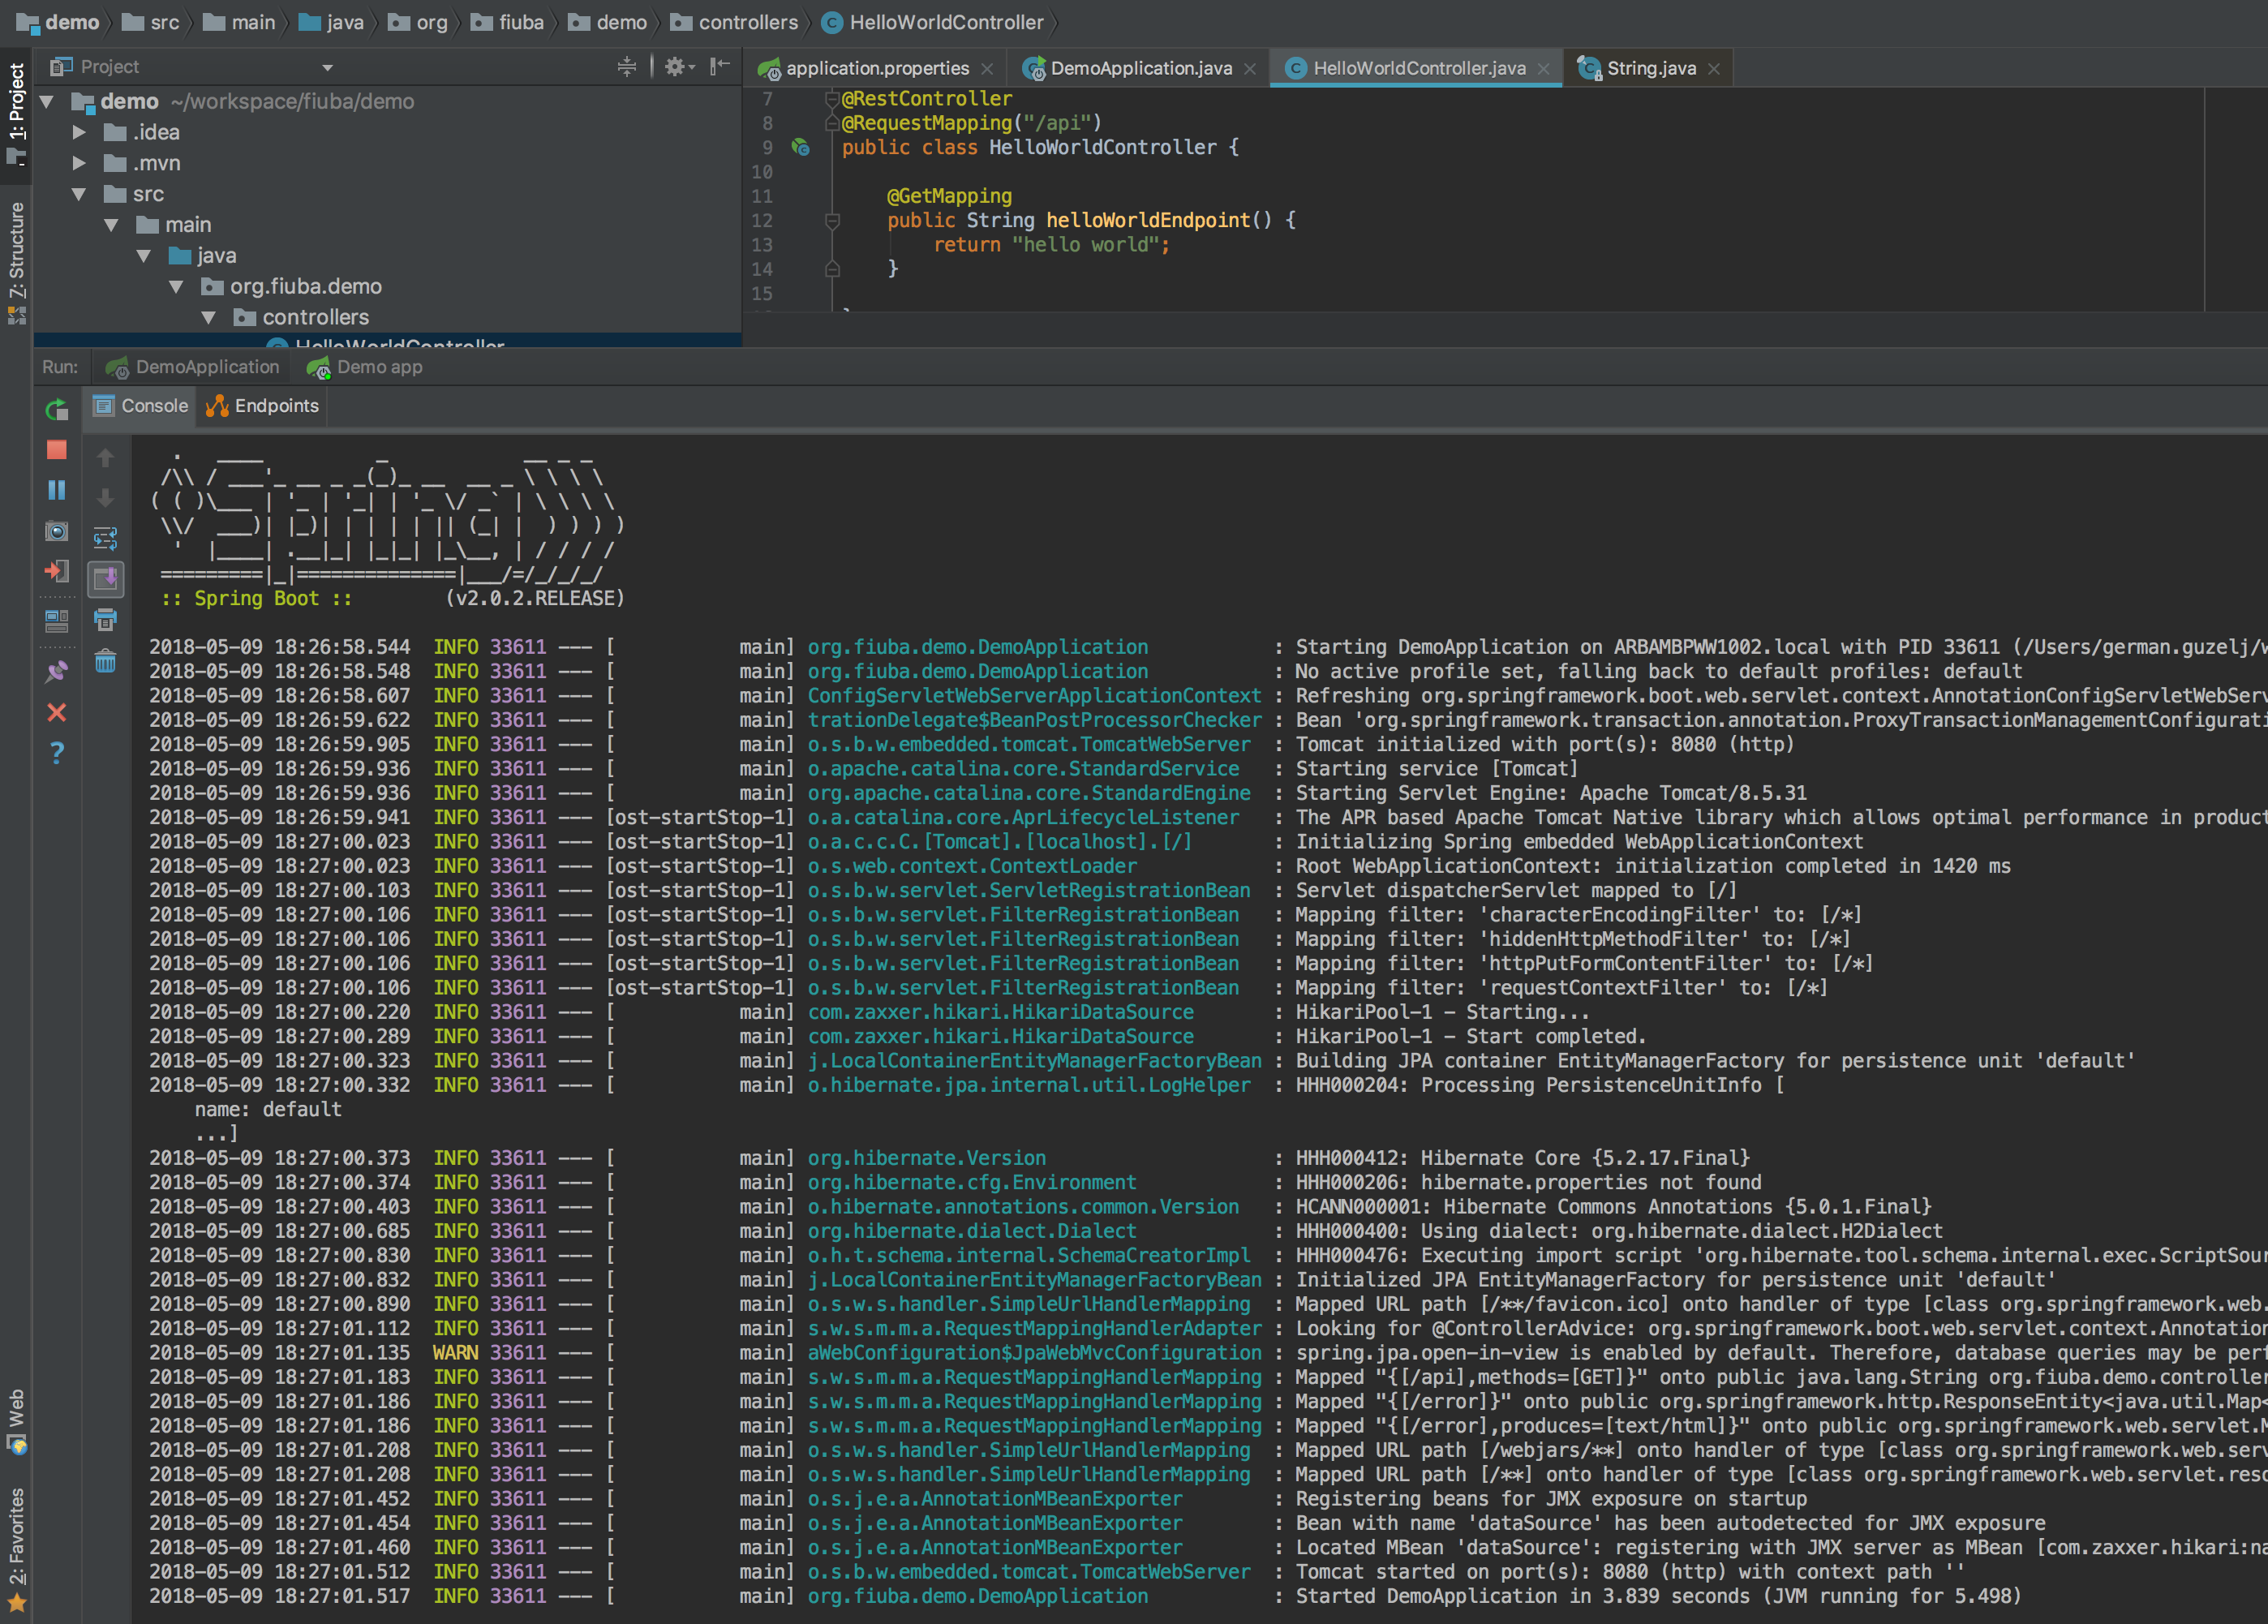 demo src main java org fiuba demo controllers HelloWorldController
Project
application.properties DemoApplication.java HelloWorldController.java String.java
1: Project
7: Structure
Web
2: Favorites
demo ~/workspace/fiuba/demo
.idea
.mvn
src
main
java
org.fiuba.demo
controllers
HelloWorldController
7 @RestController
8 @RequestMapping("/api")
9 public class HelloWorldController {
10
11 @GetMapping
12 public String helloWorldEndpoint() {
13 return "hello world";
14 }
15
Run: DemoApplication Demo app
Console Endpoints
  .   ____          _            __ _ _
 /\\ / ___'_ __ _ _(_)_ __  __ _ \ \ \ \
( ( )\___ | '_ | '_| | '_ \/ _` | \ \ \ \
 \\/  ___)| |_)| | | | | || (_| |  ) ) ) )
  '  |____| .__|_| |_|_| |_\__, | / / / /
 =========|_|==============|___/=/_/_/_/
 :: Spring Boot ::        (v2.0.2.RELEASE)
2018-05-09 18:26:58.544 INFO 33611 --- [ main] org.fiuba.demo.DemoApplication : Starting DemoApplication on ARBAMBPWW1002.local with PID 33611 (/Users/german.guzelj/w
2018-05-09 18:26:58.548 INFO 33611 --- [ main] org.fiuba.demo.DemoApplication : No active profile set, falling back to default profiles: default
2018-05-09 18:26:58.607 INFO 33611 --- [ main] ConfigServletWebServerApplicationContext : Refreshing org.springframework.boot.web.servlet.context.AnnotationConfigServletWebServ
2018-05-09 18:26:59.622 INFO 33611 --- [ main] trationDelegate$BeanPostProcessorChecker : Bean 'org.springframework.transaction.annotation.ProxyTransactionManagementConfigurati
2018-05-09 18:26:59.905 INFO 33611 --- [ main] o.s.b.w.embedded.tomcat.TomcatWebServer : Tomcat initialized with port(s): 8080 (http)
2018-05-09 18:26:59.936 INFO 33611 --- [ main] o.apache.catalina.core.StandardService : Starting service [Tomcat]
2018-05-09 18:26:59.936 INFO 33611 --- [ main] org.apache.catalina.core.StandardEngine : Starting Servlet Engine: Apache Tomcat/8.5.31
2018-05-09 18:26:59.941 INFO 33611 --- [ost-startStop-1] o.a.catalina.core.AprLifecycleListener : The APR based Apache Tomcat Native library which allows optimal performance in product
2018-05-09 18:27:00.023 INFO 33611 --- [ost-startStop-1] o.a.c.c.C.[Tomcat].[localhost].[/] : Initializing Spring embedded WebApplicationContext
2018-05-09 18:27:00.023 INFO 33611 --- [ost-startStop-1] o.s.web.context.ContextLoader : Root WebApplicationContext: initialization completed in 1420 ms
2018-05-09 18:27:00.103 INFO 33611 --- [ost-startStop-1] o.s.b.w.servlet.ServletRegistrationBean : Servlet dispatcherServlet mapped to [/]
2018-05-09 18:27:00.106 INFO 33611 --- [ost-startStop-1] o.s.b.w.servlet.FilterRegistrationBean : Mapping filter: 'characterEncodingFilter' to: [/*]
2018-05-09 18:27:00.106 INFO 33611 --- [ost-startStop-1] o.s.b.w.servlet.FilterRegistrationBean : Mapping filter: 'hiddenHttpMethodFilter' to: [/*]
2018-05-09 18:27:00.106 INFO 33611 --- [ost-startStop-1] o.s.b.w.servlet.FilterRegistrationBean : Mapping filter: 'httpPutFormContentFilter' to: [/*]
2018-05-09 18:27:00.106 INFO 33611 --- [ost-startStop-1] o.s.b.w.servlet.FilterRegistrationBean : Mapping filter: 'requestContextFilter' to: [/*]
2018-05-09 18:27:00.220 INFO 33611 --- [ main] com.zaxxer.hikari.HikariDataSource : HikariPool-1 - Starting...
2018-05-09 18:27:00.289 INFO 33611 --- [ main] com.zaxxer.hikari.HikariDataSource : HikariPool-1 - Start completed.
2018-05-09 18:27:00.323 INFO 33611 --- [ main] j.LocalContainerEntityManagerFactoryBean : Building JPA container EntityManagerFactory for persistence unit 'default'
2018-05-09 18:27:00.332 INFO 33611 --- [ main] o.hibernate.jpa.internal.util.LogHelper : HHH000204: Processing PersistenceUnitInfo [
name: default
...]
2018-05-09 18:27:00.373 INFO 33611 --- [ main] org.hibernate.Version : HHH000412: Hibernate Core {5.2.17.Final}
2018-05-09 18:27:00.374 INFO 33611 --- [ main] org.hibernate.cfg.Environment : HHH000206: hibernate.properties not found
2018-05-09 18:27:00.403 INFO 33611 --- [ main] o.hibernate.annotations.common.Version : HCANN000001: Hibernate Commons Annotations {5.0.1.Final}
2018-05-09 18:27:00.685 INFO 33611 --- [ main] org.hibernate.dialect.Dialect : HHH000400: Using dialect: org.hibernate.dialect.H2Dialect
2018-05-09 18:27:00.830 INFO 33611 --- [ main] o.h.t.schema.internal.SchemaCreatorImpl : HHH000476: Executing import script 'org.hibernate.tool.schema.internal.exec.ScriptSour
2018-05-09 18:27:00.832 INFO 33611 --- [ main] j.LocalContainerEntityManagerFactoryBean : Initialized JPA EntityManagerFactory for persistence unit 'default'
2018-05-09 18:27:00.890 INFO 33611 --- [ main] o.s.w.s.handler.SimpleUrlHandlerMapping : Mapped URL path [/**/favicon.ico] onto handler of type [class org.springframework.web.
2018-05-09 18:27:01.112 INFO 33611 --- [ main] s.w.s.m.m.a.RequestMappingHandlerAdapter : Looking for @ControllerAdvice: org.springframework.boot.web.servlet.context.Annotation
2018-05-09 18:27:01.135 WARN 33611 --- [ main] aWebConfiguration$JpaWebMvcConfiguration : spring.jpa.open-in-view is enabled by default. Therefore, database queries may be perf
2018-05-09 18:27:01.183 INFO 33611 --- [ main] s.w.s.m.m.a.RequestMappingHandlerMapping : Mapped "{[/api],methods=[GET]}" onto public java.lang.String org.fiuba.demo.controller
2018-05-09 18:27:01.186 INFO 33611 --- [ main] s.w.s.m.m.a.RequestMappingHandlerMapping : Mapped "{[/error]}" onto public org.springframework.http.ResponseEntity<java.util.Map<
2018-05-09 18:27:01.186 INFO 33611 --- [ main] s.w.s.m.m.a.RequestMappingHandlerMapping : Mapped "{[/error],produces=[text/html]}" onto public org.springframework.web.servlet.M
2018-05-09 18:27:01.208 INFO 33611 --- [ main] o.s.w.s.handler.SimpleUrlHandlerMapping : Mapped URL path [/webjars/**] onto handler of type [class org.springframework.web.serv
2018-05-09 18:27:01.208 INFO 33611 --- [ main] o.s.w.s.handler.SimpleUrlHandlerMapping : Mapped URL path [/**] onto handler of type [class org.springframework.web.servlet.reso
2018-05-09 18:27:01.452 INFO 33611 --- [ main] o.s.j.e.a.AnnotationMBeanExporter : Registering beans for JMX exposure on startup
2018-05-09 18:27:01.454 INFO 33611 --- [ main] o.s.j.e.a.AnnotationMBeanExporter : Bean with name 'dataSource' has been autodetected for JMX exposure
2018-05-09 18:27:01.460 INFO 33611 --- [ main] o.s.j.e.a.AnnotationMBeanExporter : Located MBean 'dataSource': registering with JMX server as MBean [com.zaxxer.hikari:na
2018-05-09 18:27:01.512 INFO 33611 --- [ main] o.s.b.w.embedded.tomcat.TomcatWebServer : Tomcat started on port(s): 8080 (http) with context path ''
2018-05-09 18:27:01.517 INFO 33611 --- [ main] org.fiuba.demo.DemoApplication : Started DemoApplication in 3.839 seconds (JVM running for 5.498)